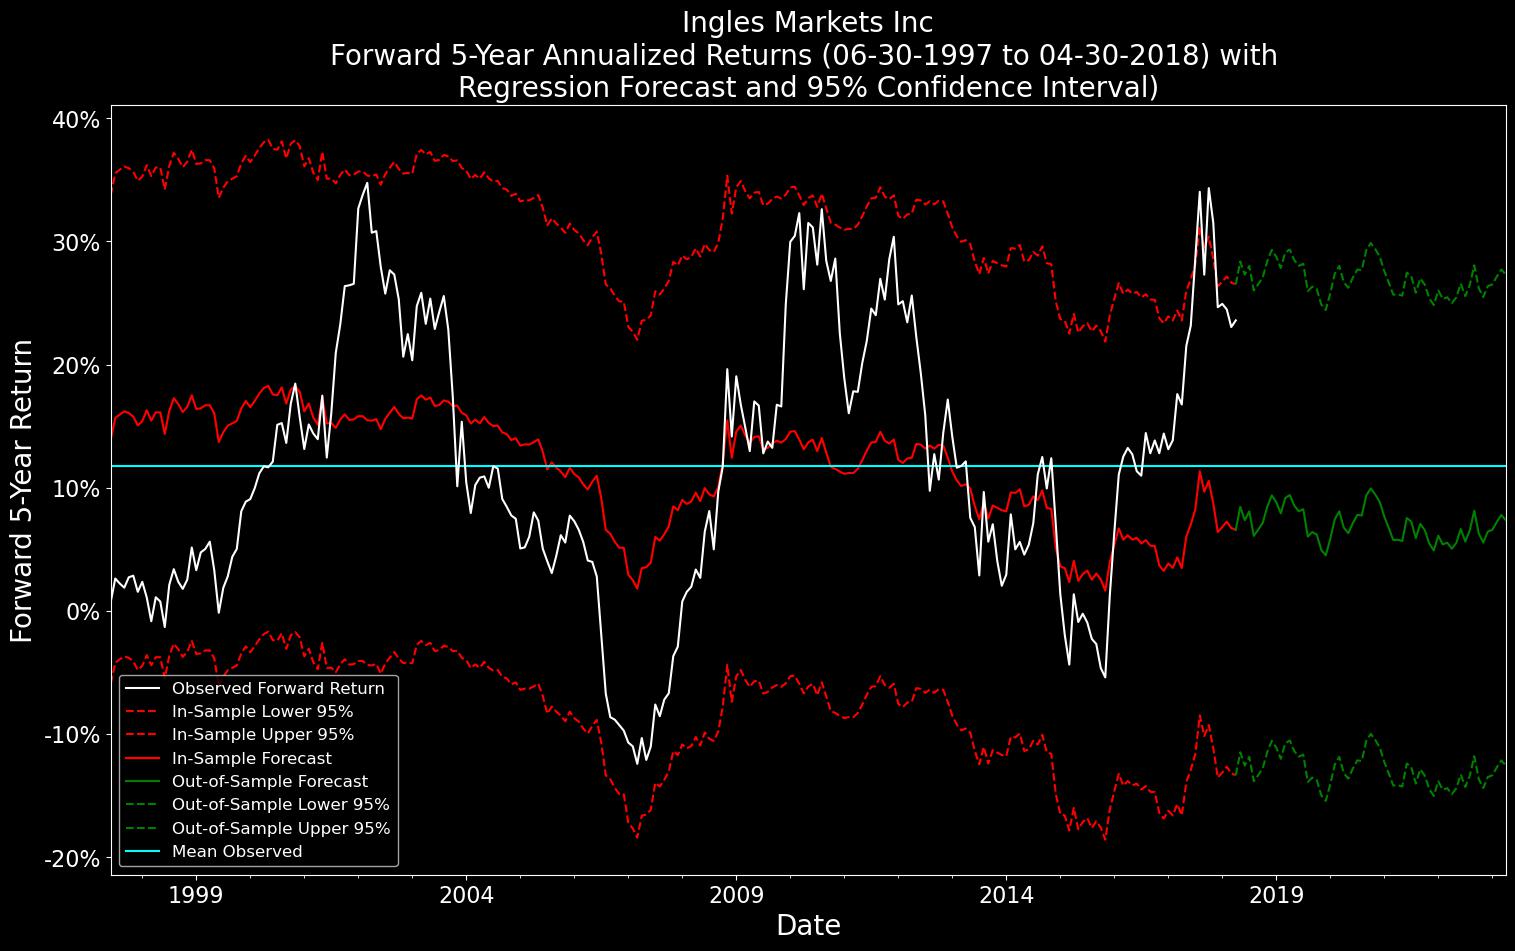 Ingles Markets Inc
Forward 5-Year Annualized Returns (06-30-1997 to 04-30-2018) with
Regression Forecast and 95% Confidence Interval)
Forward 5-Year Return
40%
30%
20%
10%
0%
-10%
-20%
Observed Forward Return
In-Sample Lower 95%
In-Sample Upper 95%
In-Sample Forecast
Out-of-Sample Forecast
Out-of-Sample Lower 95%
Out-of-Sample Upper 95%
Mean Observed
1999 2004 2009 2014 2019
Date